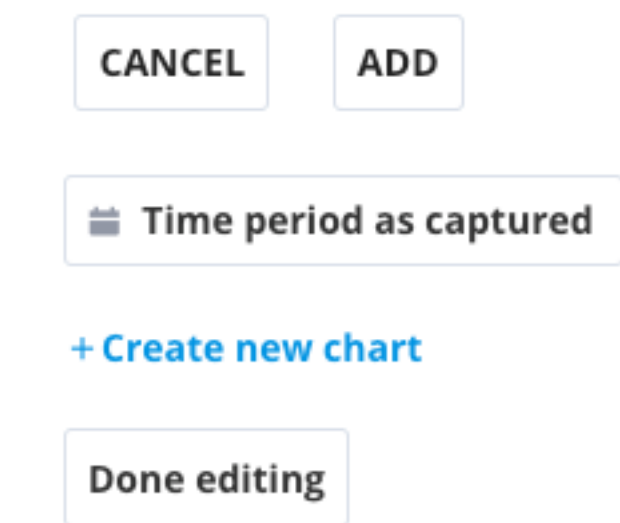 CANCEL ADD
Time period as captured
+ Create new chart
Done editing